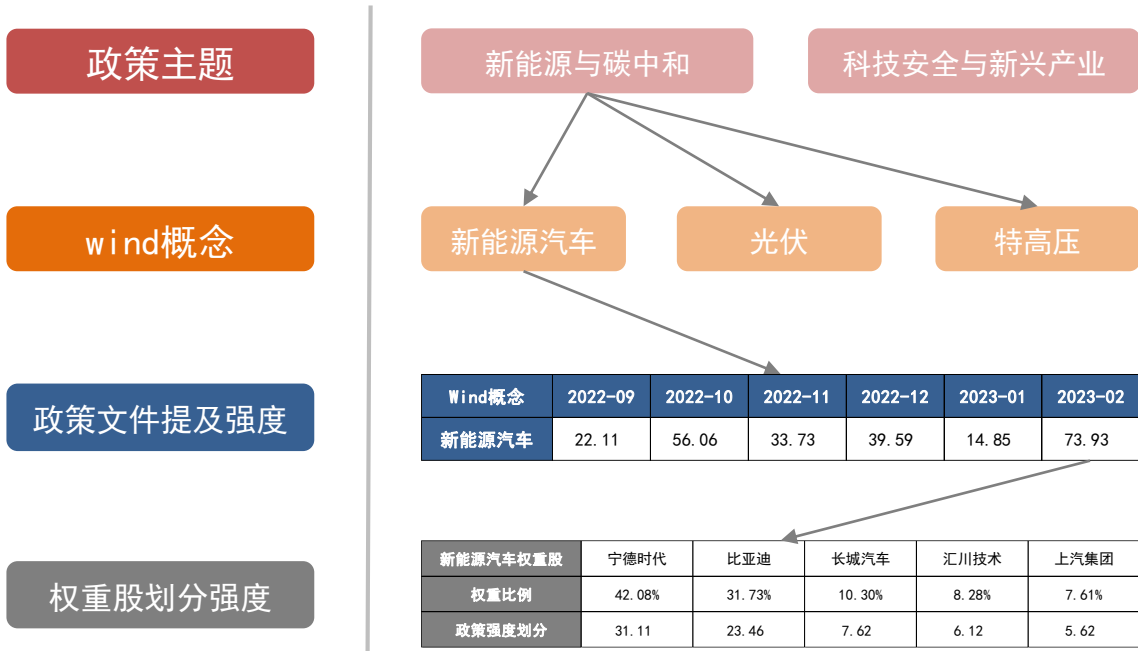 政策主题
新能源与碳中和
科技安全与新兴产业
wind概念
新能源汽车
光伏
特高压
政策文件提及强度
Wind概念 2022-09 2022-10 2022-11 2022-12 2023-01 2023-02
新能源汽车 22.11 56.06 33.73 39.59 14.85 73.93
权重股划分强度
新能源汽车权重股 宁德时代 比亚迪 长城汽车 汇川技术 上汽集团
权重比例 42.08% 31.73% 10.30% 8.28% 7.61%
政策强度划分 31.11 23.46 7.62 6.12 5.62